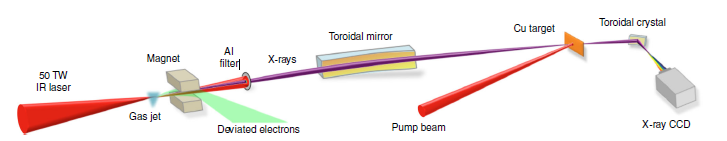 50 TW
IR laser
Gas jet
Magnet
Al
filter
X-rays
Deviated electrons
Toroidal mirror
Pump beam
Cu target
Toroidal crystal
X-ray CCD